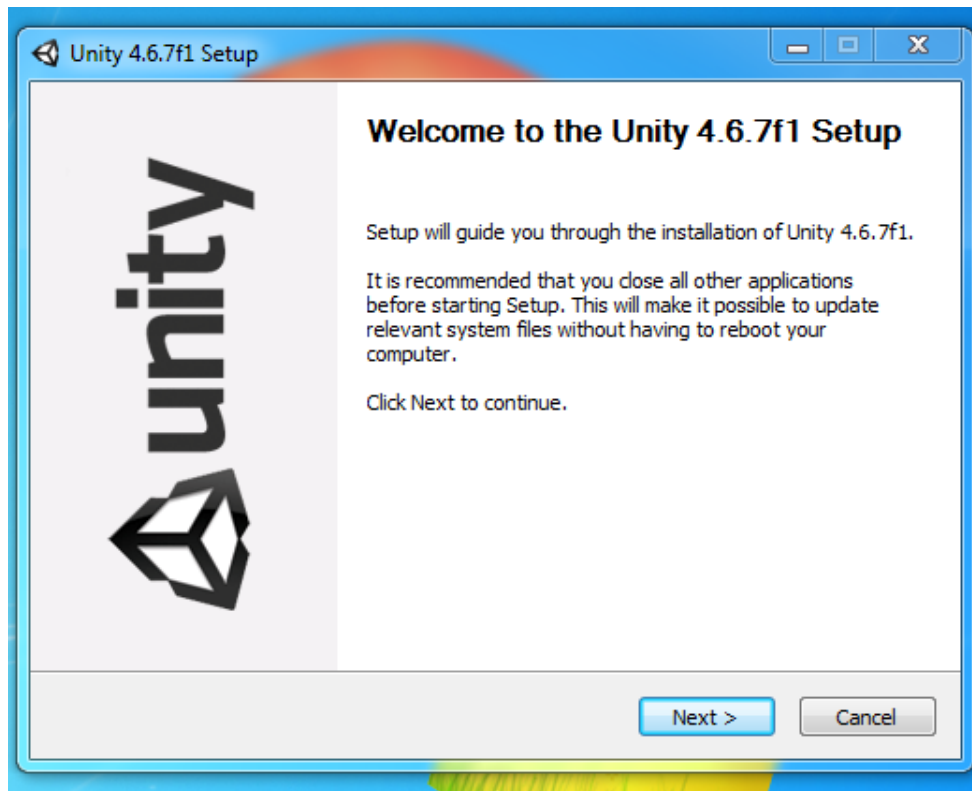 Unity 4.6.7f1 Setup
Welcome to the Unity 4.6.7f1 Setup
unity
Setup will guide you through the installation of Unity 4.6.7f1.
It is recommended that you close all other applications
before starting Setup. This will make it possible to update
relevant system files without having to reboot your
computer.
Click Next to continue.
Next >
Cancel